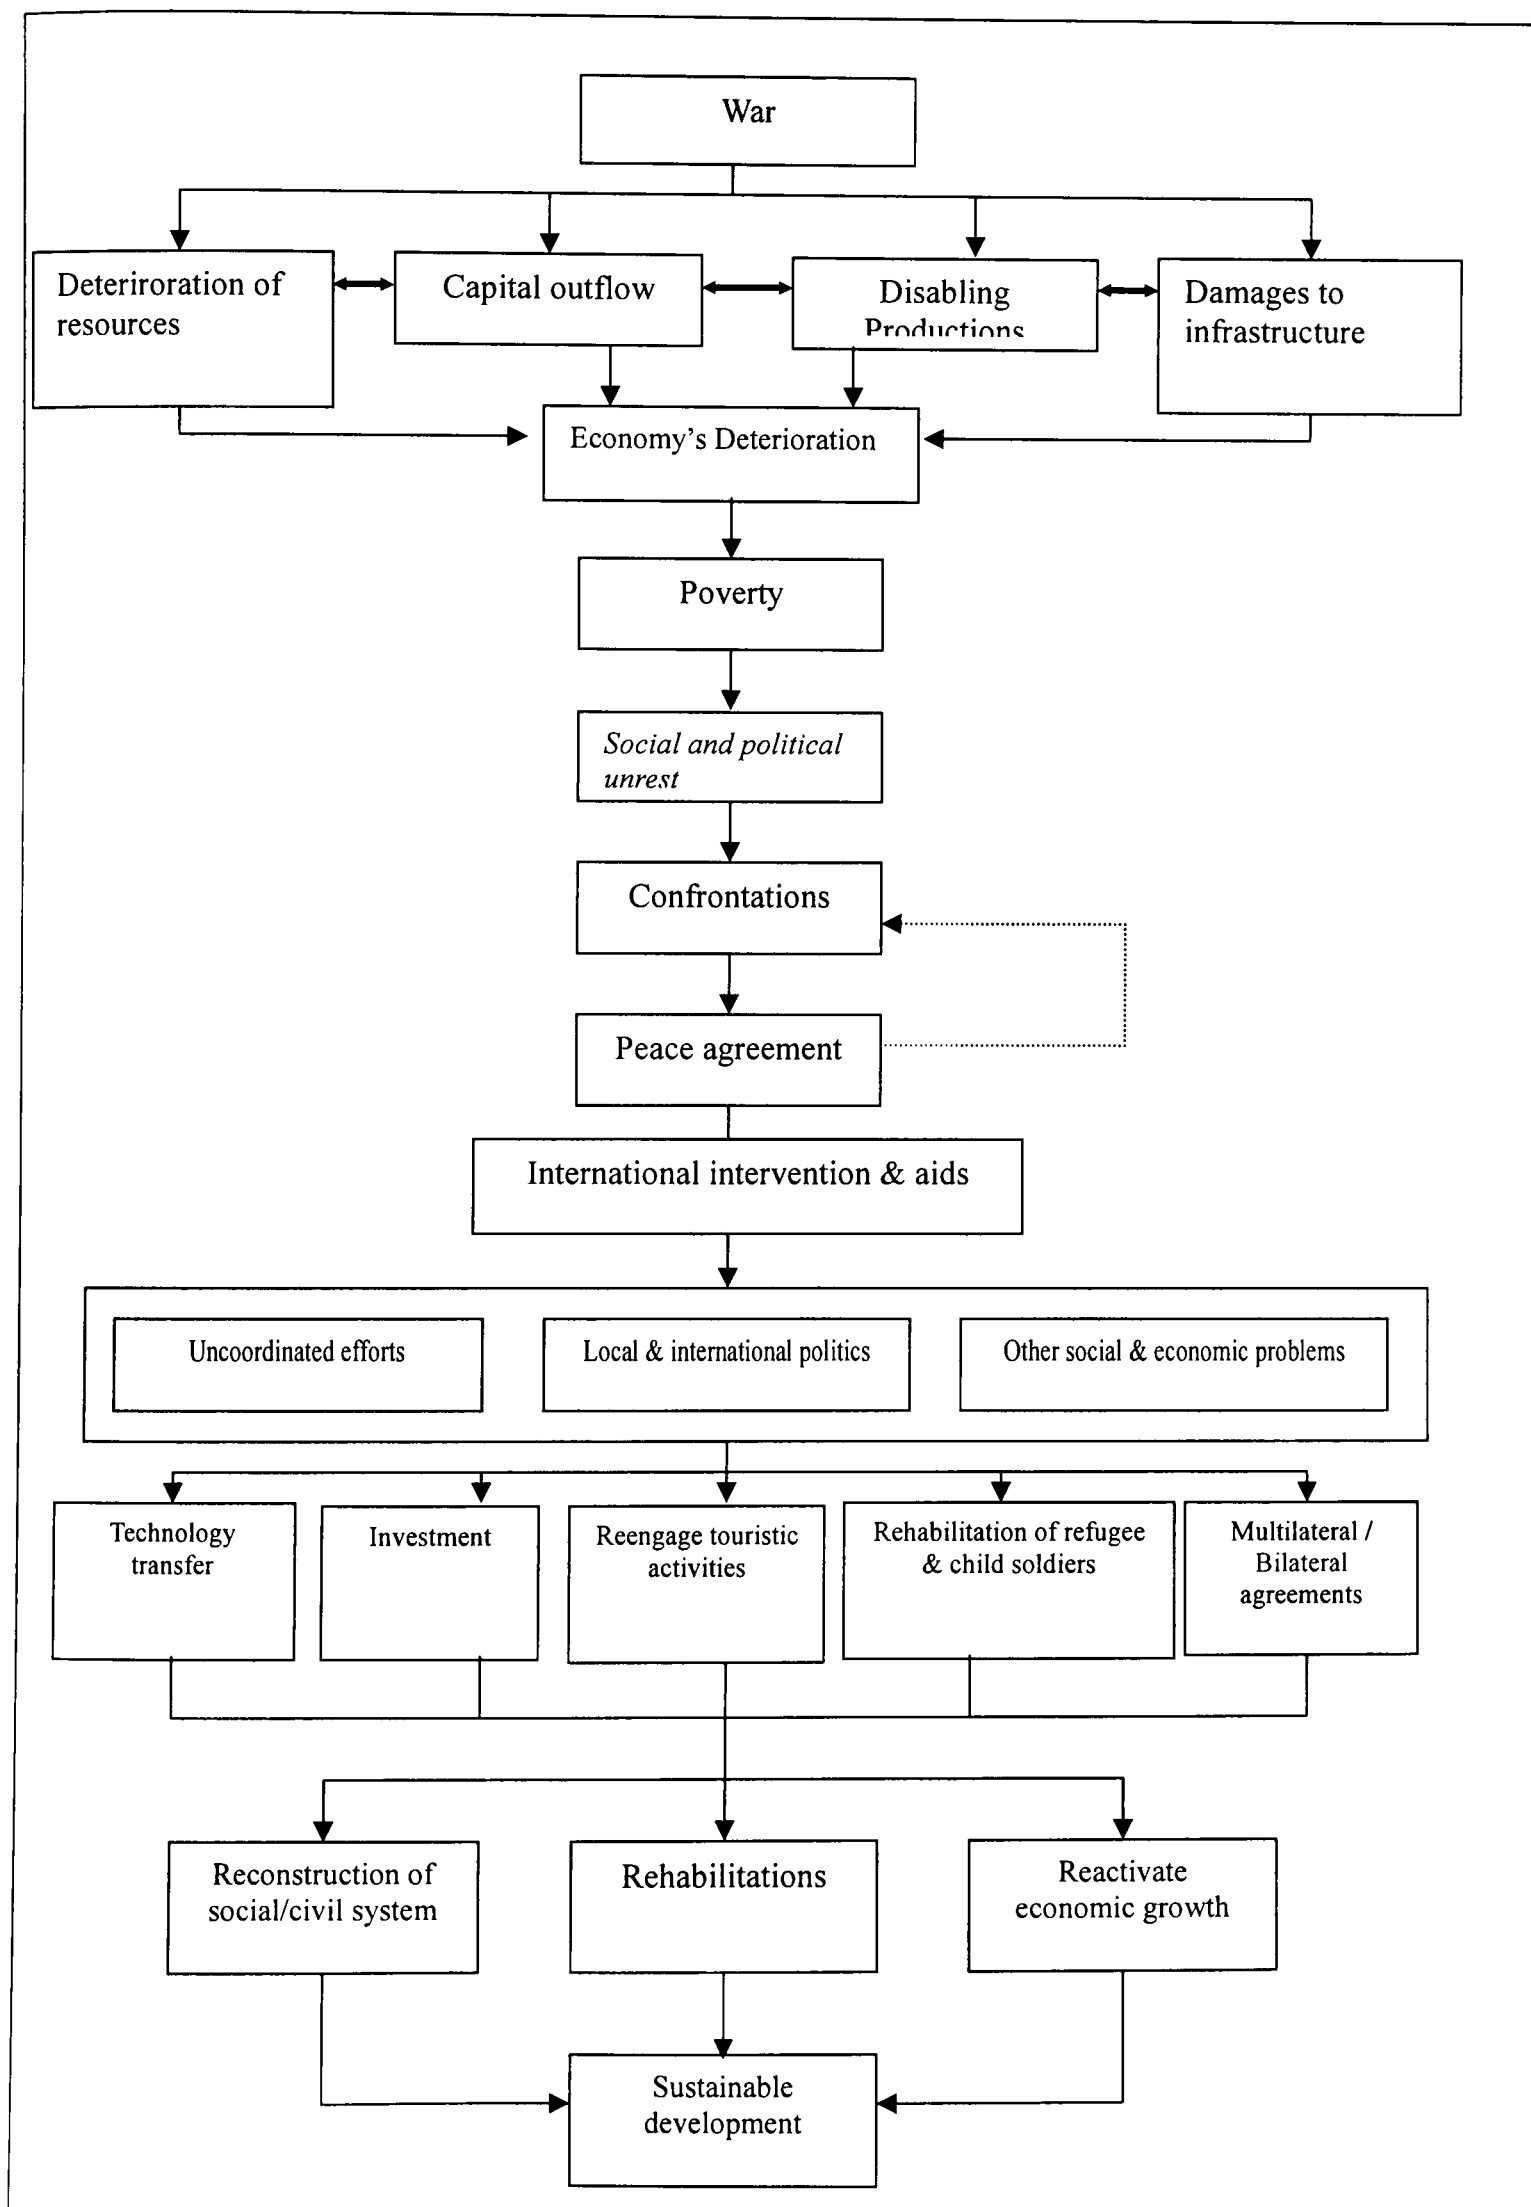 War
Deteriroration of
resources
Capital outflow
Disabling
Productions
Damages to
infrastructure
Economy's Deterioration
Poverty
Social and political
unrest
Confrontations
Peace agreement
International intervention & aids
Uncoordinated efforts
Local & international politics
Other social & economic problems
Technology
transfer
Investment
Reengage touristic
activities
Rehabilitation of refugee
& child soldiers
Multilateral /
Bilateral
agreements
Reconstruction of
social/civil system
Rehabilitations
Reactivate
economic growth
Sustainable
development